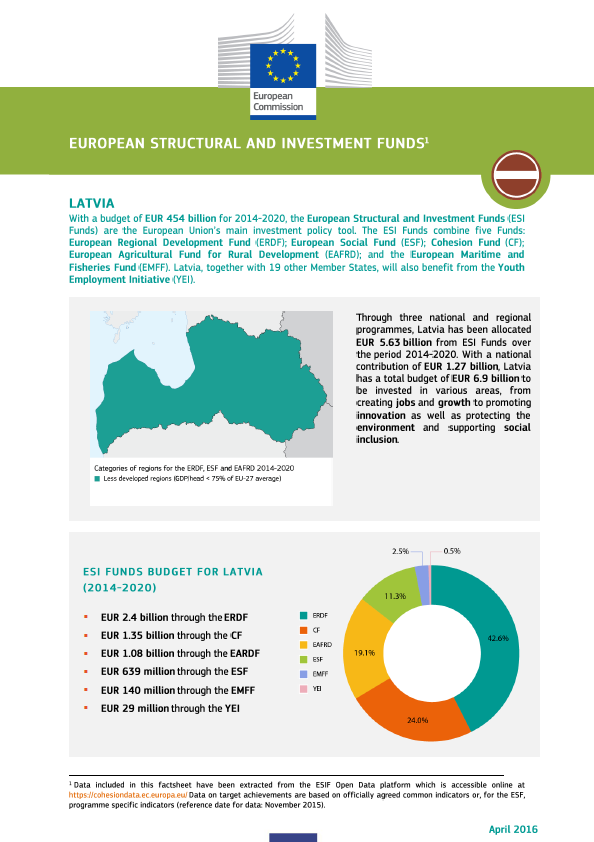 European
Commission
EUROPEAN STRUCTURAL AND INVESTMENT FUNDS¹
LATVIA
With a budget of EUR 454 billion for 2014-2020, the European Structural and Investment Funds (ESI
Funds) are the European Union's main investment policy tool. The ESI Funds combine five Funds:
European Regional Development Fund (ERDF); European Social Fund (ESF); Cohesion Fund (CF);
European Agricultural Fund for Rural Development (EAFRD); and the European Maritime and
Fisheries Fund (EMFF). Latvia, together with 19 other Member States, will also benefit from the Youth
Employment Initiative (YEI).
Through three national and regional
programmes, Latvia has been allocated
EUR 5.63 billion from ESI Funds over
the period 2014-2020. With a national
contribution of EUR 1.27 billion, Latvia
has a total budget of EUR 6.9 billion to
be invested in various areas, from
creating jobs and growth to promoting
innovation as well as protecting the
environment and supporting social
inclusion.
Categories of regions for the ERDF, ESF and EAFRD 2014-2020
Less developed regions (GDP/head < 75% of EU-27 average)
ESI FUNDS BUDGET FOR LATVIA
(2014-2020)
▪ EUR 2.4 billion through the ERDF
▪ EUR 1.35 billion through the CF
▪ EUR 1.08 billion through the EARDF
▪ EUR 639 million through the ESF
▪ EUR 140 million through the EMFF
▪ EUR 29 million through the YEI
ERDF
CF
EAFRD
ESF
EMFF
YEI
2.5%
0.5%
11.3%
42.6%
19.1%
24.0%
¹ Data included in this factsheet have been extracted from the ESIF Open Data platform which is accessible online at
https://cohesiondata.ec.europa.eu/ Data on target achievements are based on officially agreed common indicators or, for the ESF,
programme specific indicators (reference date for data: November 2015).
April 2016